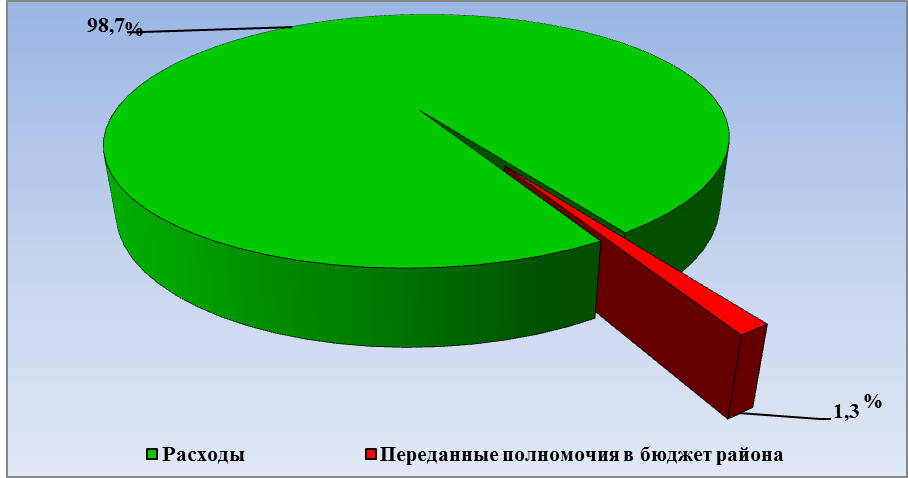 98,7%
1,3 %
Расходы
Переданные полномочия в бюджет района